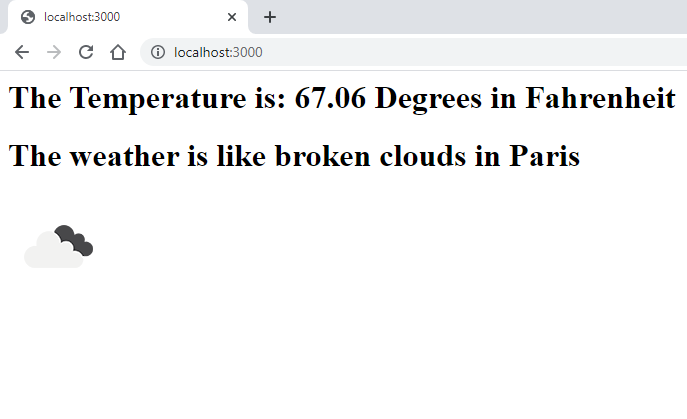 localhost:3000
localhost:3000
The Temperature is: 67.06 Degrees in Fahrenheit
The weather is like broken clouds in Paris